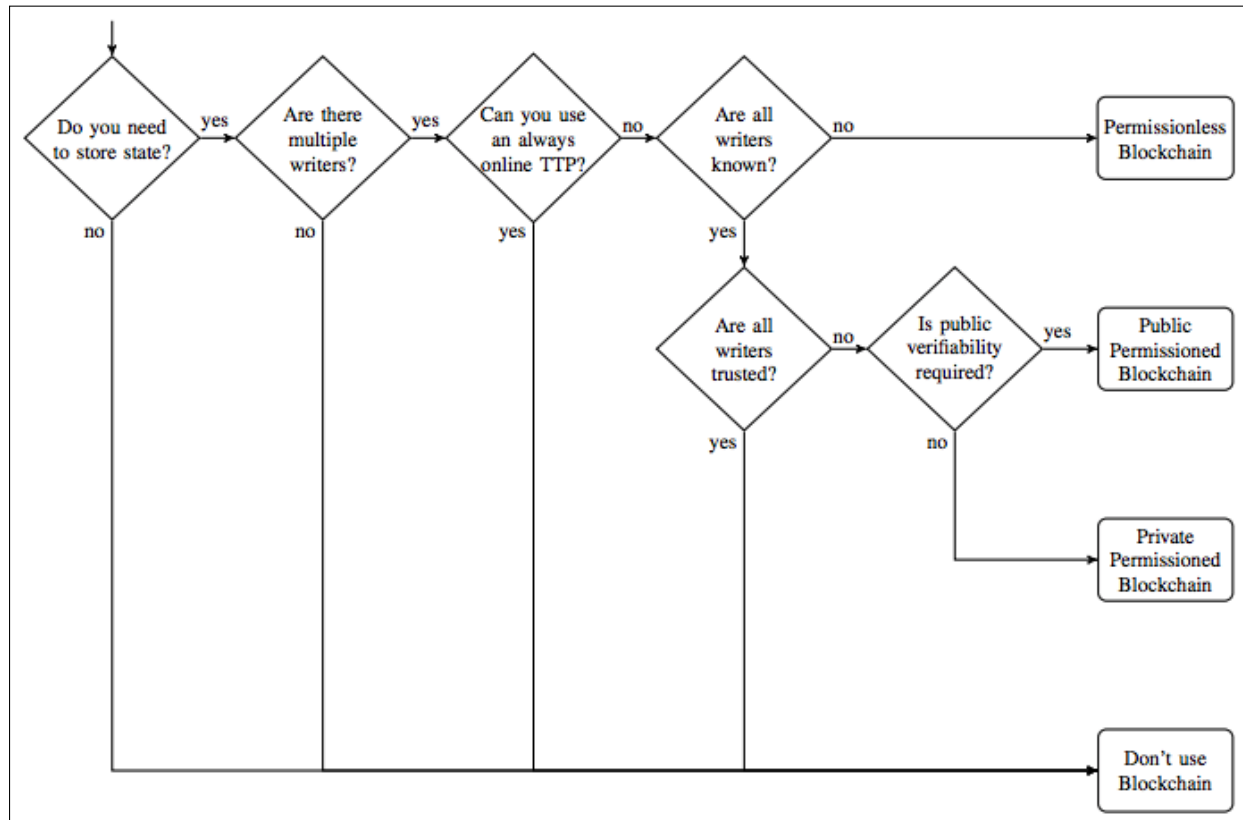 Do you need
to store state?
yes
no
Are there
multiple
writers?
yes
no
Can you use
an always
online TTP?
no
yes
Are all
writers
known?
no
yes
Permissionless
Blockchain
Are all
writers
trusted?
no
yes
Is public
verifiability
required?
yes
no
Public
Permissioned
Blockchain
Private
Permissioned
Blockchain
Don't use
Blockchain